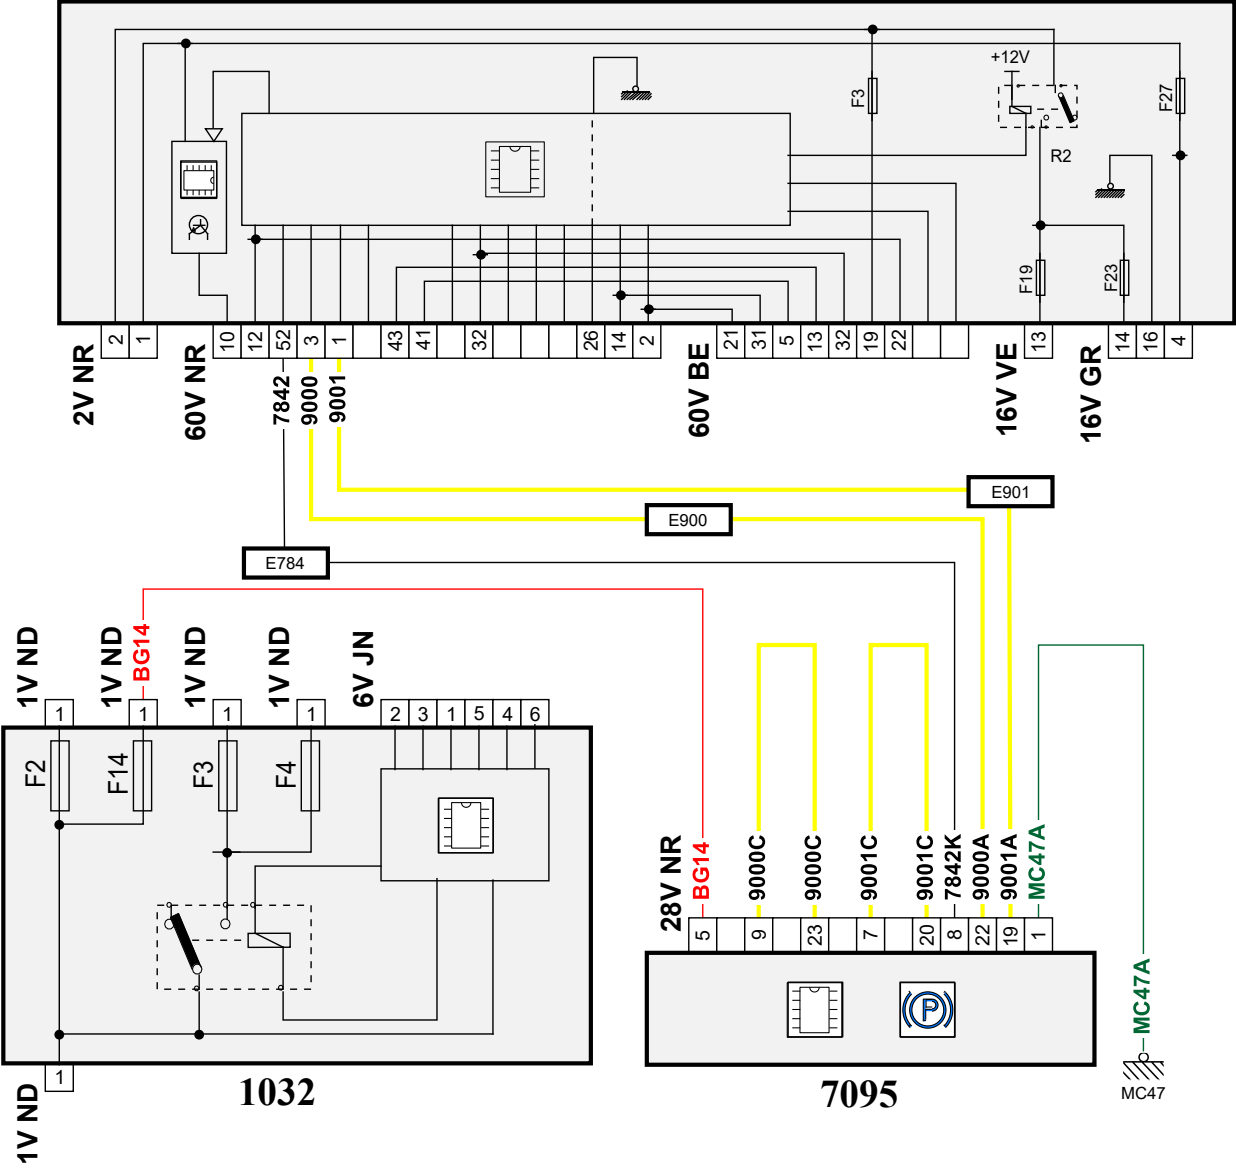 +12V
F3
F27
R2
F19
F23
2 1
10 12 52 3 1 43 41 32 26 14 2
21 31 5 13 32 19 22
13
14 16 4
2V NR
60V NR
60V BE
16V VE
16V GR
7842
9000
9001
E901
E900
E784
1V ND
1V ND
BG14
1V ND
1V ND
6V JN
1 1 1 1
2 3 1 5 4 6
F2
F14
F3
F4
1
1V ND
1032
28V NR
BG14
9000C
9000C
9001C
9001C
7842K
9000A
9001A
MC47A
5 9 23 7 20 8 22 19 1
P
7095
MC47A
MC47